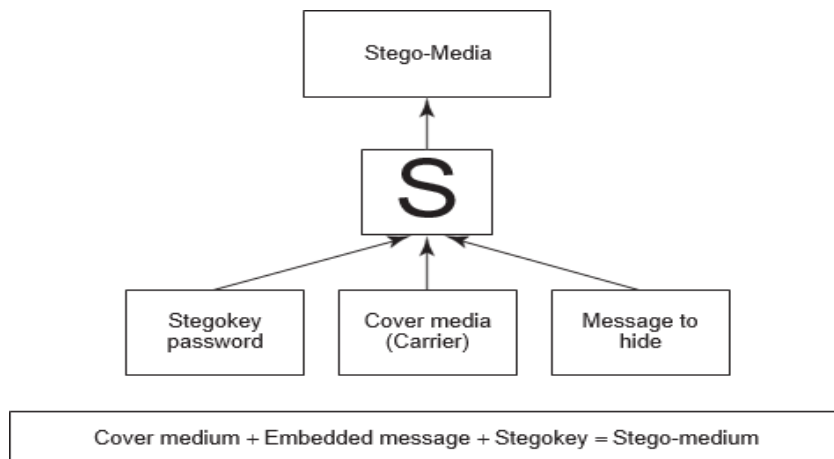 Stego-Media
S
Stegokey
password
Cover media
(Carrier)
Message to
hide
Cover medium + Embedded message + Stegokey = Stego-medium